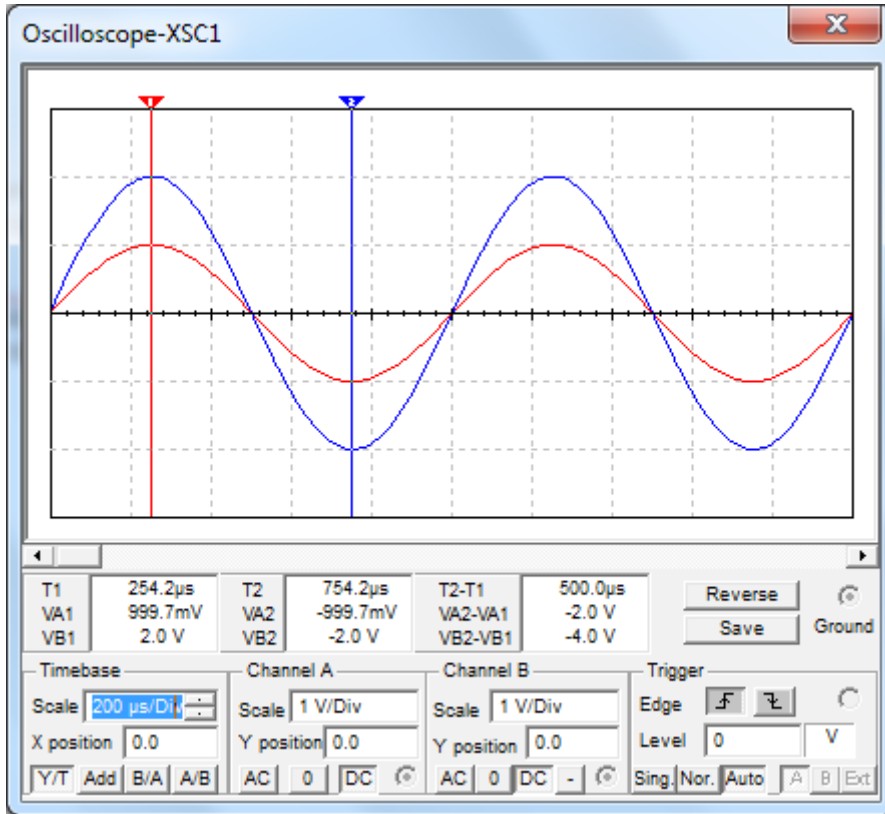 Oscilloscope-XSC1
1 2
T1 254.2µs T2 754.2µs T2-T1 500.0µs
VA1 999.7mV VA2 -999.7mV VA2-VA1 -2.0 V
VB1 2.0 V VB2 -2.0 V VB2-VB1 -4.0 V
Reverse
Save
Ground
Timebase
Scale 200 µs/Div
X position 0.0
Y/T Add B/A A/B
Channel A
Scale 1 V/Div
Y position 0.0
AC 0 DC
Channel B
Scale 1 V/Div
Y position 0.0
AC 0 DC -
Trigger
Edge
Level 0 V
Sing. Nor. Auto A B Ext